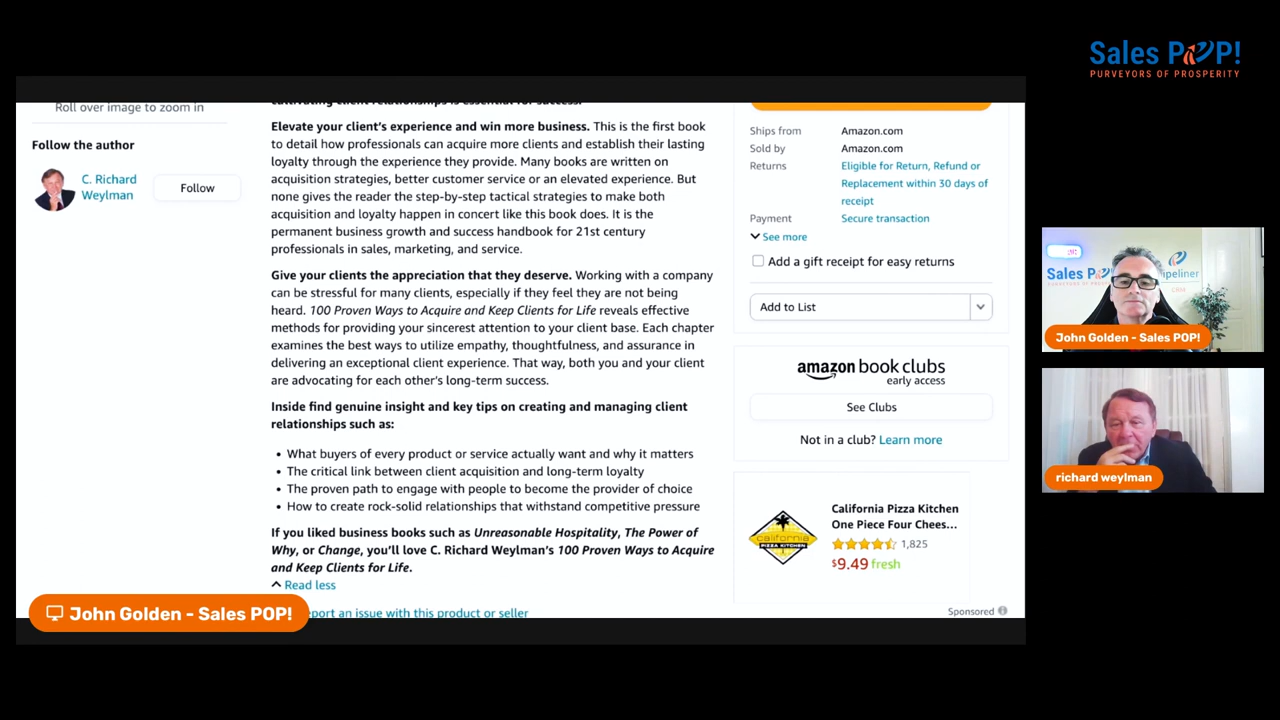 Sales POP!
PURVEYORS OF PROSPERITY
Roll over image to zoom in
Follow the author
C. Richard
Weylman
Follow
cultivating client relationships is essential for success.
Elevate your client's experience and win more business. This is the first book
to detail how professionals can acquire more clients and establish their lasting
loyalty through the experience they provide. Many books are written on
acquisition strategies, better customer service or an elevated experience. But
none gives the reader the step-by-step tactical strategies to make both
acquisition and loyalty happen in concert like this book does. It is the
permanent business growth and success handbook for 21st century
professionals in sales, marketing, and service.
Give your clients the appreciation that they deserve. Working with a company
can be stressful for many clients, especially if they feel they are not being
heard. 100 Proven Ways to Acquire and Keep Clients for Life reveals effective
methods for providing your sincerest attention to your client base. Each chapter
examines the best ways to utilize empathy, thoughtfulness, and assurance in
delivering an exceptional client experience. That way, both you and your client
are advocating for each other's long-term success.
Inside find genuine insight and key tips on creating and managing client
relationships such as:
• What buyers of every product or service actually want and why it matters
• The critical link between client acquisition and long-term loyalty
• The proven path to engage with people to become the provider of choice
• How to create rock-solid relationships that withstand competitive pressure
If you liked business books such as Unreasonable Hospitality, The Power of
Why, or Change, you'll love C. Richard Weylman's 100 Proven Ways to Acquire
and Keep Clients for Life.
Read less
port an issue with this product or seller
Ships from Amazon.com
Sold by Amazon.com
Returns Eligible for Return, Refund or
Replacement within 30 days of
receipt
Payment Secure transaction
See more
Add a gift receipt for easy returns
Add to List
amazon book clubs
early access
See Clubs
Not in a club? Learn more
CALIFORNIA
PIZZA KITCHEN
California Pizza Kitchen
One Piece Four Chees...
1,825
$9.49 fresh
Sponsored
John Golden - Sales POP!
Sales P
ipeliner
John Golden - Sales POP!
richard weylman